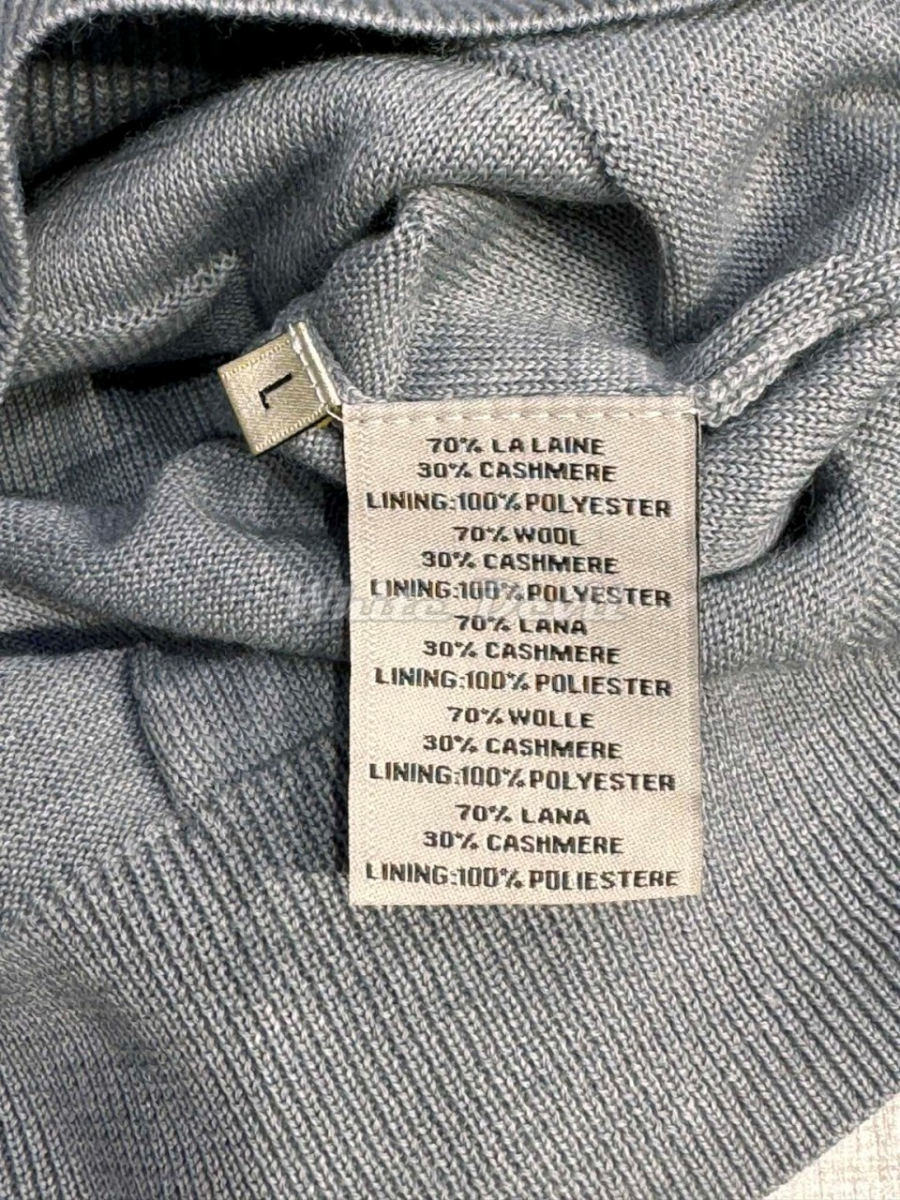 L
70% LA LAINE
30% CASHMERE
LINING:100% POLYESTER
70% WOOL
30% CASHMERE
LINING:100% POLYESTER
70% LANA
30% CASHMERE
LINING:100% POLIESTER
70% WOLLE
30% CASHMERE
LINING:100% POLYESTER
70% LANA
30% CASHMERE
LINING:100% POLIESTERE